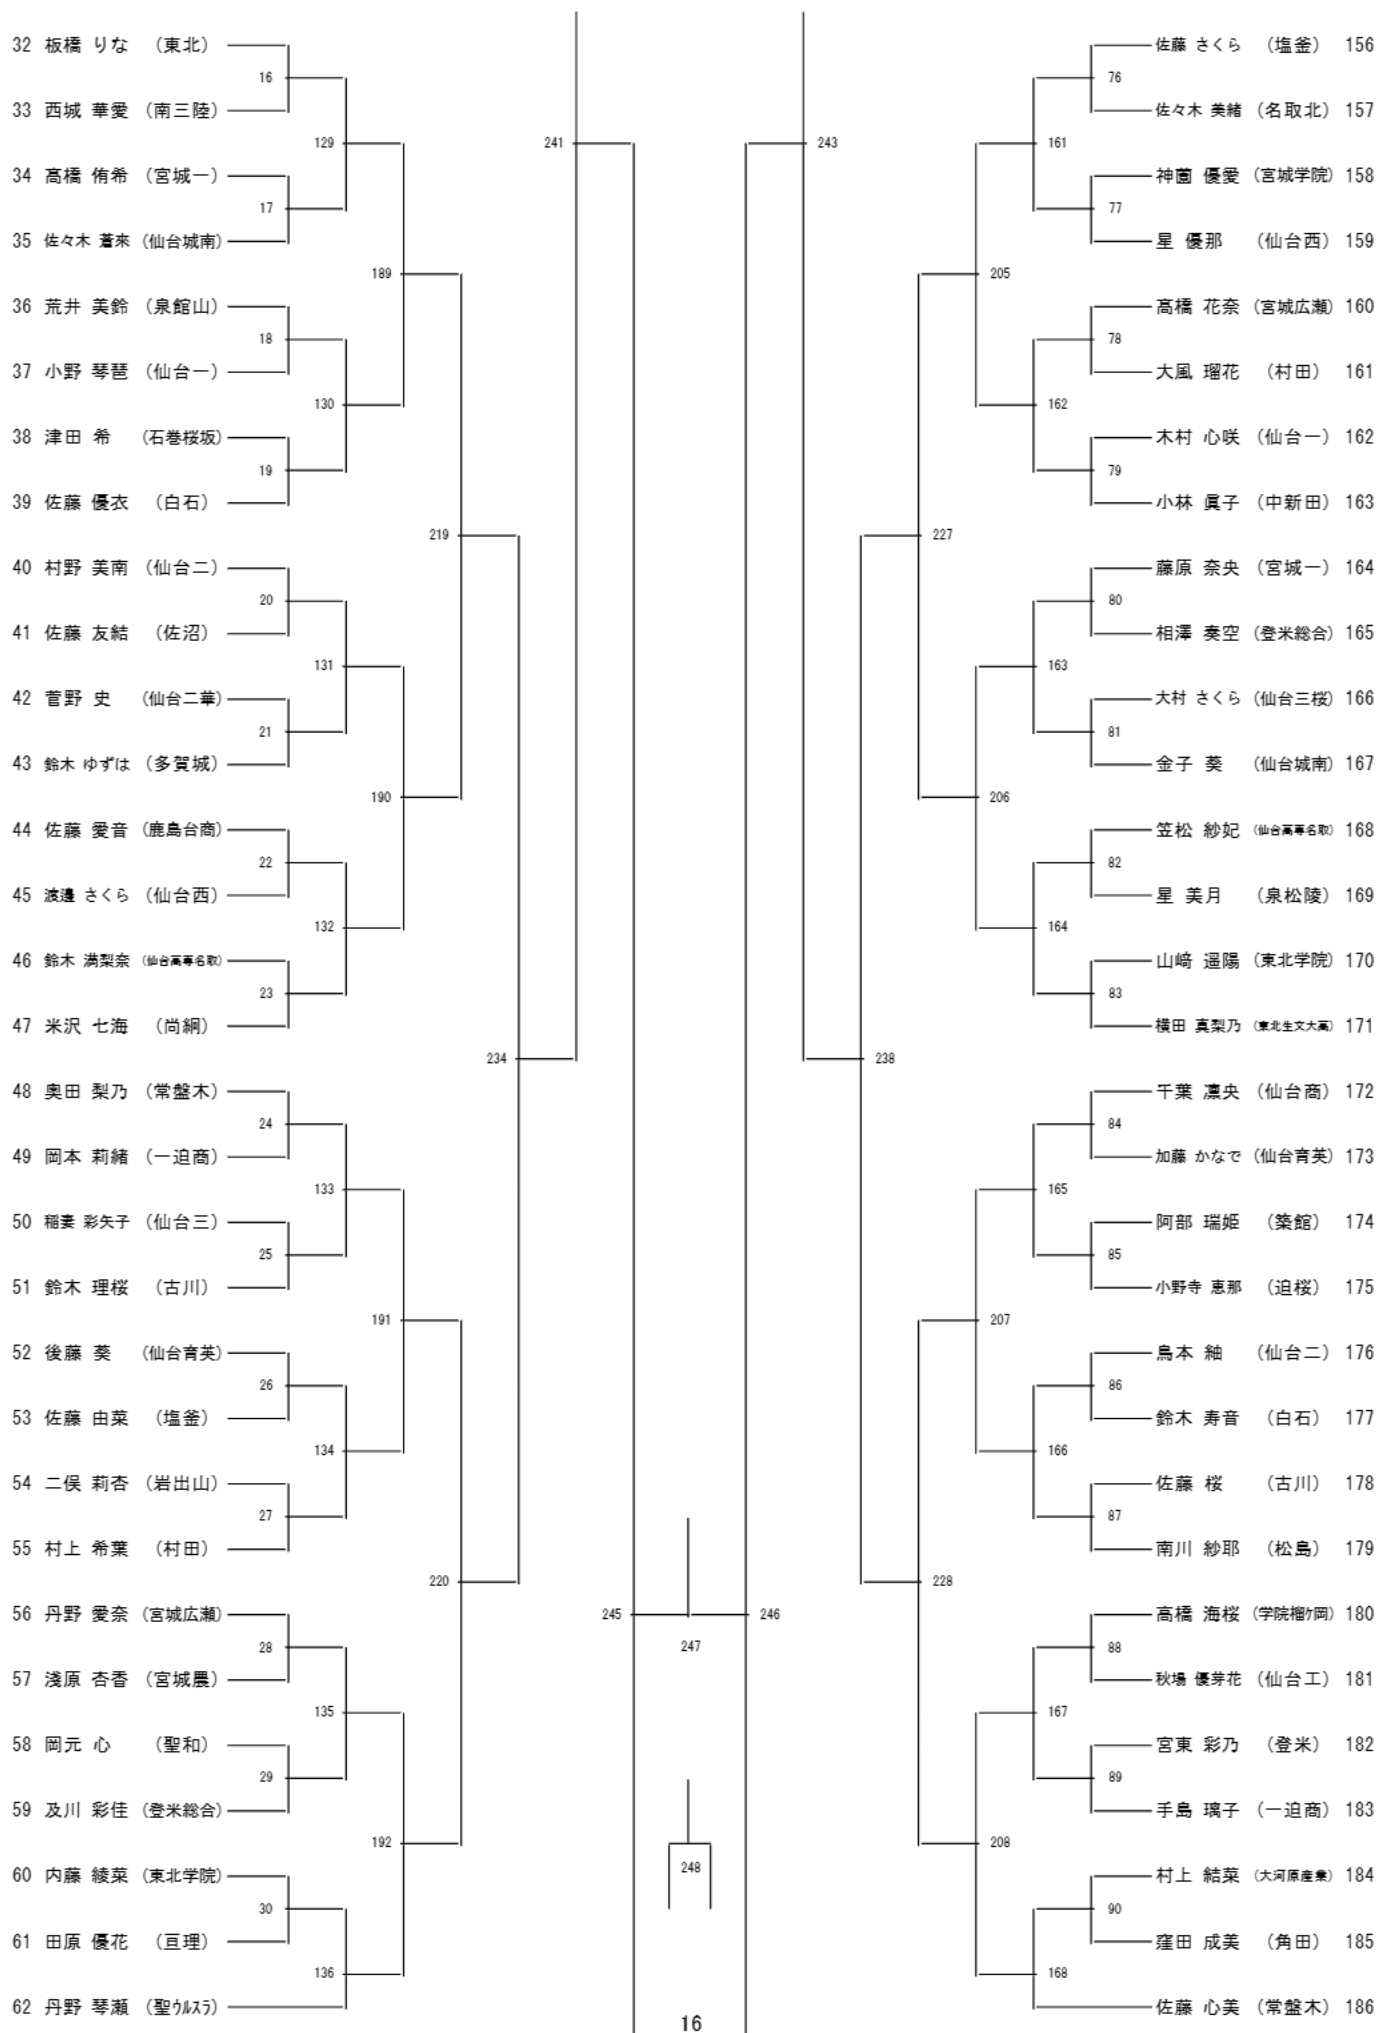 32 板橋 りな （東北）
16
33 西城 華愛 （南三陸）
129
34 高橋 侑希 （宮城一）
17
35 佐々木 蒼來 （仙台城南）
189
36 荒井 美鈴 （泉館山）
18
37 小野 琴琶 （仙台一）
130
38 津田 希 （石巻桜坂）
19
39 佐藤 優衣 （白石）
219
40 村野 美南 （仙台二）
20
41 佐藤 友結 （佐沼）
131
42 菅野 史 （仙台二華）
21
43 鈴木 ゆずは （多賀城）
190
44 佐藤 愛音 （鹿島台商）
22
45 渡邊 さくら （仙台西）
132
46 鈴木 満梨奈 （仙台高専名取）
23
47 米沢 七海 （尚絅）
234
48 奥田 梨乃 （常盤木）
24
49 岡本 莉緒 （一迫商）
133
50 稲妻 彩矢子 （仙台三）
25
51 鈴木 理桜 （古川）
191
52 後藤 葵 （仙台育英）
26
53 佐藤 由菜 （塩釜）
134
54 二俣 莉杏 （岩出山）
27
55 村上 希葉 （村田）
220
56 丹野 愛奈 （宮城広瀬）
28
57 淺原 杏香 （宮城農）
135
58 岡元 心 （聖和）
29
59 及川 彩佳 （登米総合）
192
60 内藤 綾菜 （東北学院）
30
61 田原 優花 （亘理）
136
62 丹野 琴瀬 （聖ウルスラ）
241
243
245
246
247
248
佐藤 さくら （塩釜） 156
76
佐々木 美緒 （名取北） 157
161
神薗 優愛 （宮城学院） 158
77
星 優那 （仙台西） 159
205
高橋 花奈 （宮城広瀬） 160
78
大風 瑠花 （村田） 161
162
木村 心咲 （仙台一） 162
79
小林 眞子 （中新田） 163
227
藤原 奈央 （宮城一） 164
80
相澤 奏空 （登米総合） 165
163
大村 さくら （仙台三桜） 166
81
金子 葵 （仙台城南） 167
206
笠松 紗妃 （仙台高専名取） 168
82
星 美月 （泉松陵） 169
164
山﨑 遥陽 （東北学院） 170
83
横田 真梨乃 （東北生文大高） 171
238
千葉 凛央 （仙台商） 172
84
加藤 かなで （仙台育英） 173
165
阿部 瑞姫 （築館） 174
85
小野寺 恵那 （迫桜） 175
207
鳥本 紬 （仙台二） 176
86
鈴木 寿音 （白石） 177
166
佐藤 桜 （古川） 178
87
南川 紗耶 （松島） 179
228
高橋 海桜 （学院榴ケ岡） 180
88
秋場 優芽花 （仙台工） 181
167
宮東 彩乃 （登米） 182
89
手島 璃子 （一迫商） 183
208
村上 結菜 （大河原産業） 184
90
窪田 成美 （角田） 185
168
佐藤 心美 （常盤木） 186
16